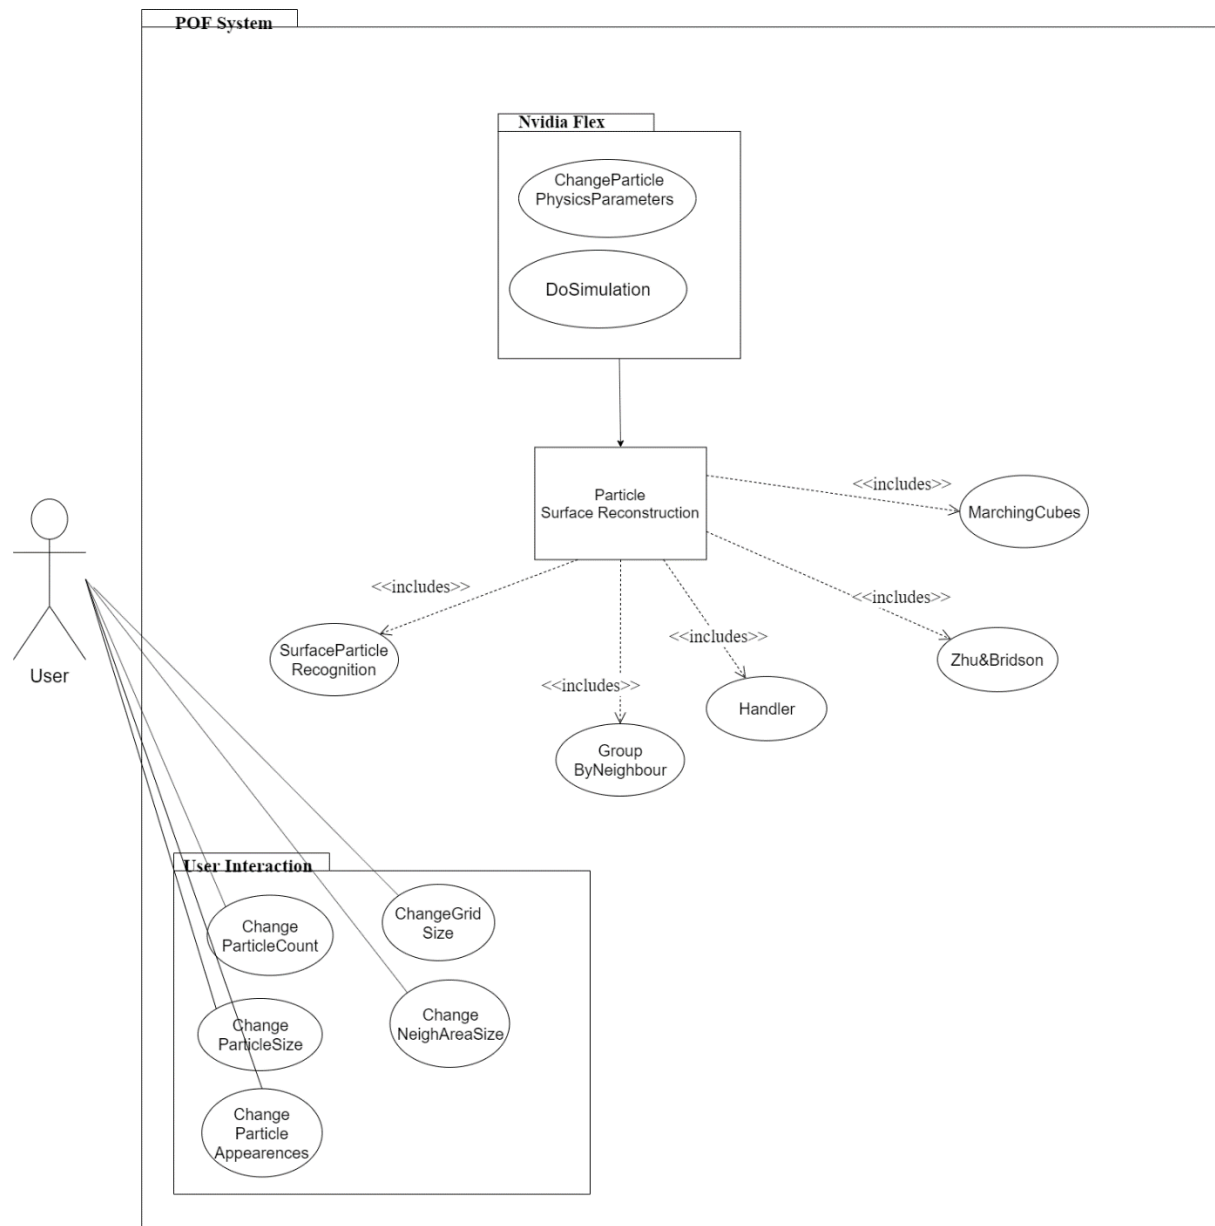 POF System
Nvidia Flex
ChangeParticle
PhysicsParameters
DoSimulation
Particle
Surface Reconstruction
<<includes>>
MarchingCubes
<<includes>>
Zhu&Bridson
<<includes>>
Handler
<<includes>>
Group
ByNeighbour
<<includes>>
SurfaceParticle
Recognition
User
User Interaction
Change
ParticleCount
ChangeGrid
Size
Change
ParticleSize
Change
NeighAreaSize
Change
Particle
Appearences